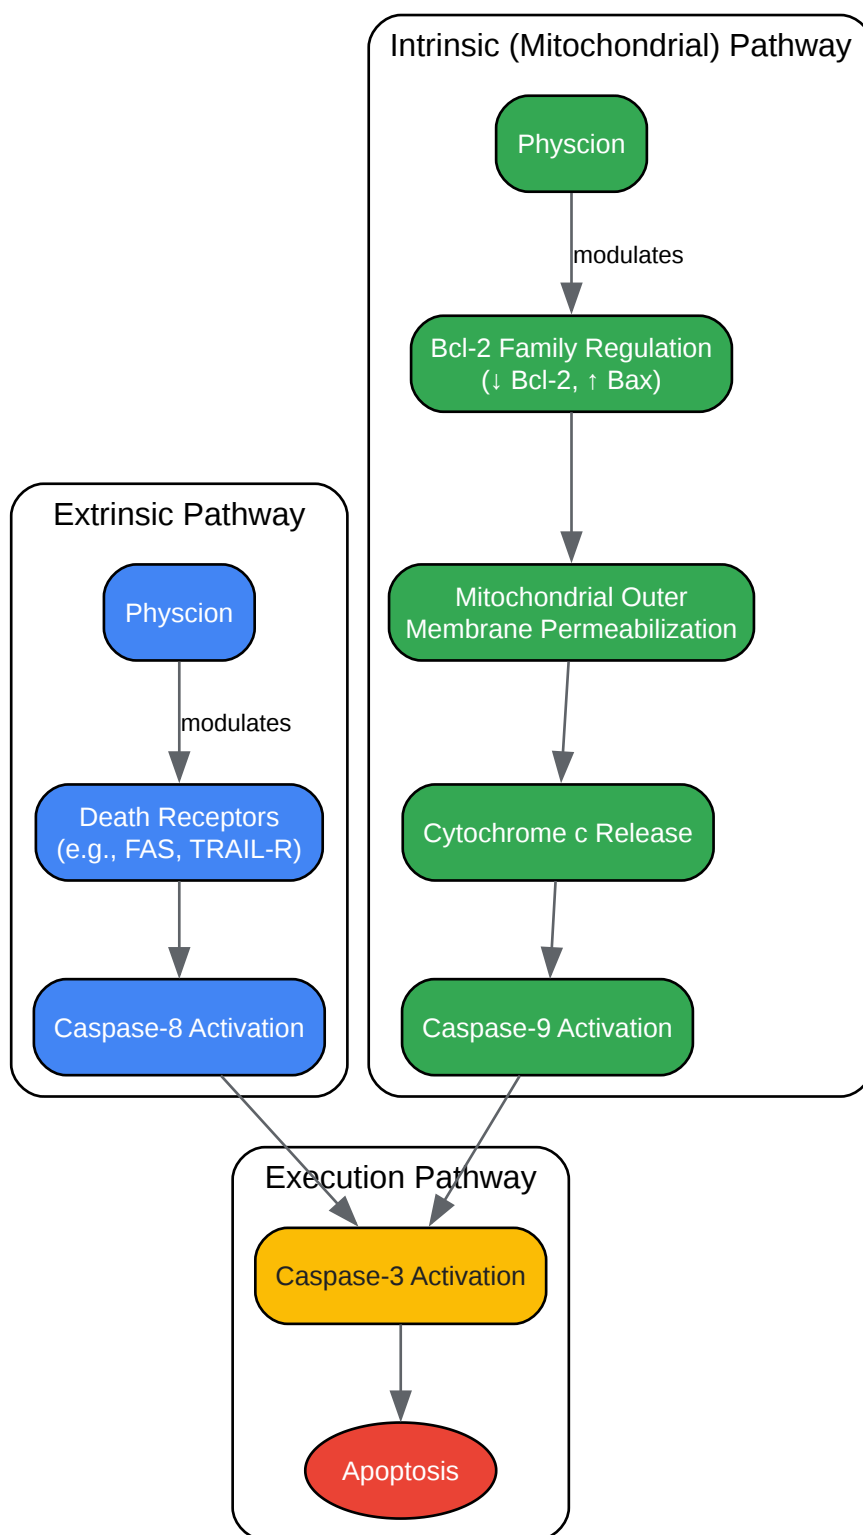 Intrinsic (Mitochondrial) Pathway
Physcion
modulates
Bcl-2 Family Regulation
(↓ Bcl-2, ↑ Bax)
Mitochondrial Outer
Membrane Permeabilization
Cytochrome c Release
Caspase-9 Activation
Extrinsic Pathway
Physcion
modulates
Death Receptors
(e.g., FAS, TRAIL-R)
Caspase-8 Activation
Execution Pathway
Caspase-3 Activation
Apoptosis